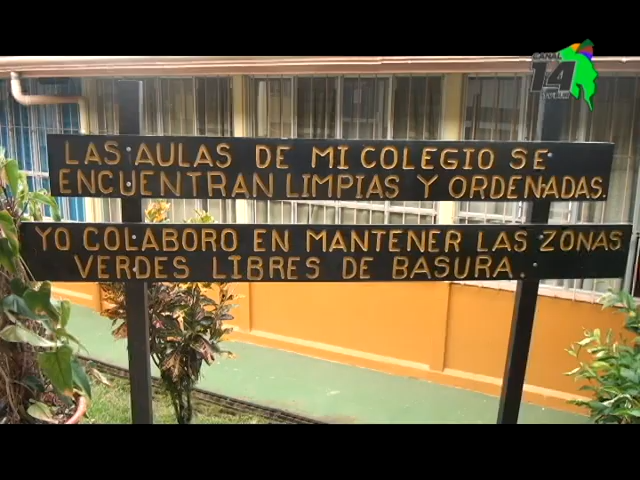 CANAL
14
LAS AULAS DE MI COLEGIO SE
ENCUENTRAN LIMPIAS Y ORDENADAS.
YO COLABORO EN MANTENER LAS ZONAS
VERDES LIBRES DE BASURA.